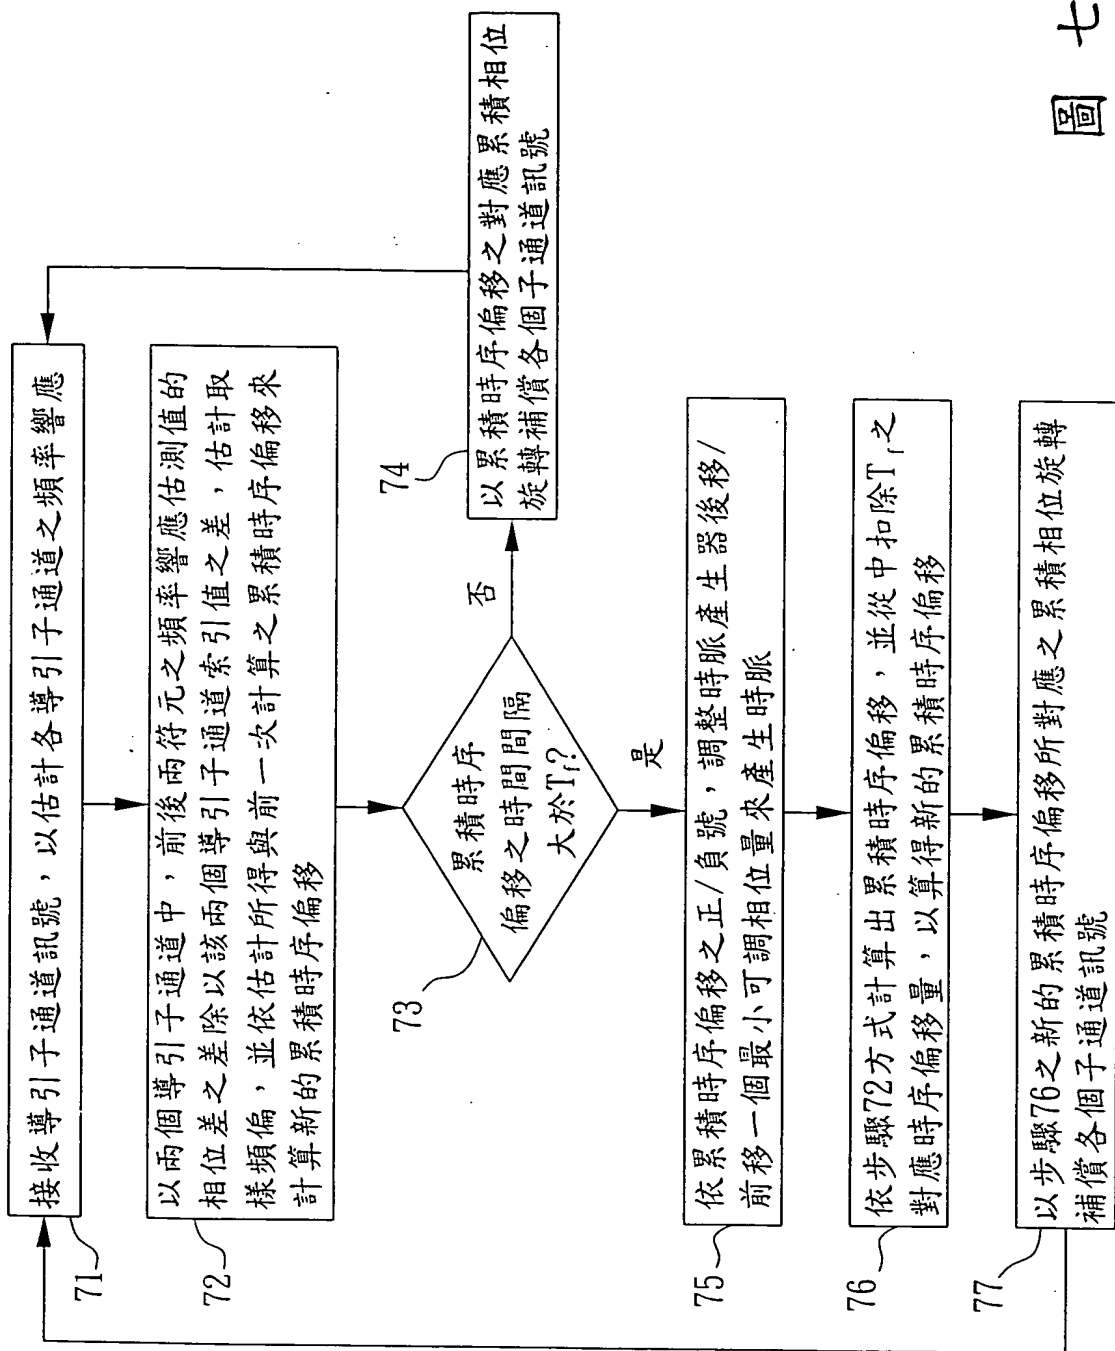 接收導引子通道訊號，以估計各導引子通道之頻率響應
71
以兩個導引子通道中，前後兩符元之頻率響應估測值的
相位差之差除以該兩個導引子通道索引值之差，估計取
樣頻偏，並依估計所得與前一次計算之累積時序偏移來
計算新的累積時序偏移
72
累積時序
偏移之時間間隔
大於Tf?
73
否
是
以累積時序偏移之對應累積相位
旋轉補償各個子通道訊號
74
依累積時序偏移之正/負號，調整時脈產生器後移/
前移一個最小可調相位量來產生時脈
75
依步驟72方式計算出累積時序偏移，並從中扣除Tf之
對應時序偏移量，以算得新的累積時序偏移
76
以步驟76之新的累積時序偏移所對應之累積相位旋轉
補償各個子通道訊號
77
圖 七